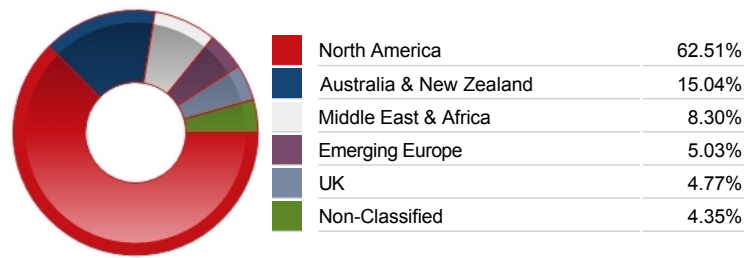 North America 62.51%
Australia & New Zealand 15.04%
Middle East & Africa 8.30%
Emerging Europe 5.03%
UK 4.77%
Non-Classified 4.35%